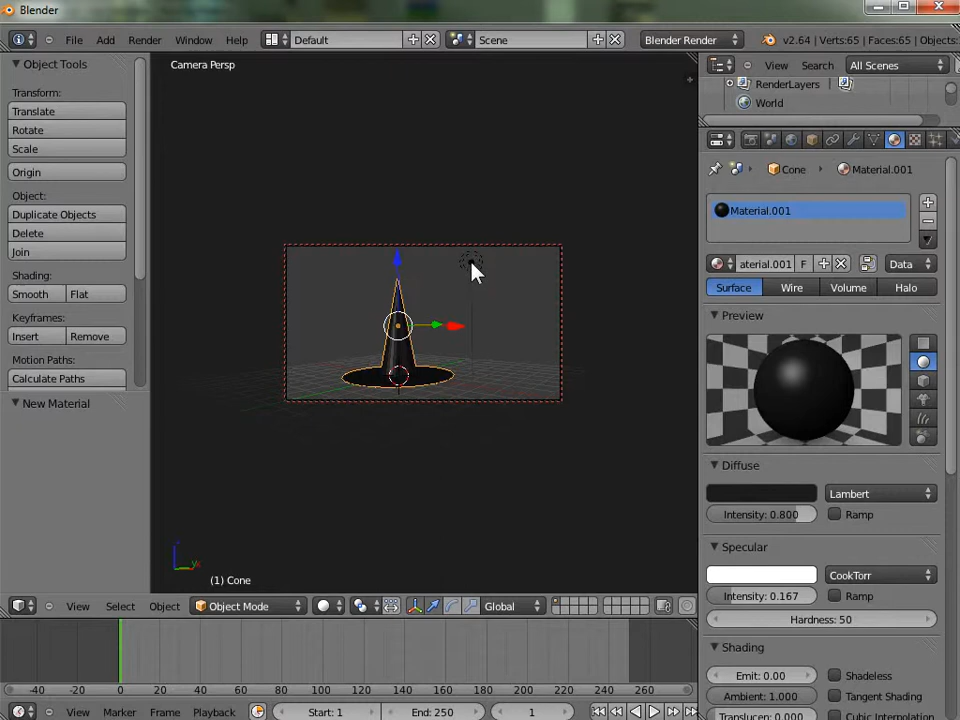 Blender
File Add Render Window Help Default Scene Blender Render v2.64 | Verts:65 | Faces:65 | Objects:
Object Tools
Transform:
Translate
Rotate
Scale
Origin
Object:
Duplicate Objects
Delete
Join
Shading:
Smooth Flat
Keyframes:
Insert Remove
Motion Paths:
Calculate Paths
New Material
Camera Persp
(1) Cone
View Select Object Object Mode Global
-40 -20 0 20 40 60 80 100 120 140 160 180 200 220 240 260
View Marker Frame Playback Start: 1 End: 250 1
View Search All Scenes
RenderLayers
World
Cone Material.001
Material.001
aterial.001 F Data
Surface Wire Volume Halo
Preview
Diffuse
Lambert
Intensity: 0.800 Ramp
Specular
CookTorr
Intensity: 0.167 Ramp
Hardness: 50
Shading
Emit: 0.00 Shadeless
Ambient: 1.000 Tangent Shading
Translucen: 0.000 Cubic Interpolation